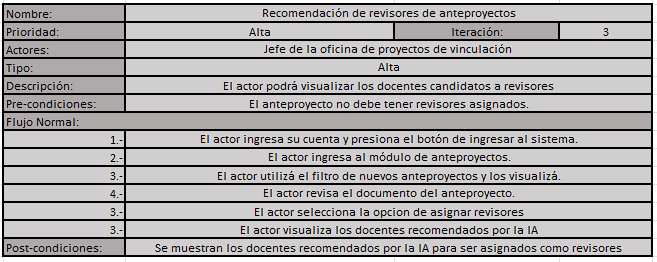 Nombre: Recomendación de revisores de anteproyectos
Prioridad: Alta Iteración: 3
Actores: Jefe de la oficina de proyectos de vinculación
Tipo: Alta
Descripción: El actor podrá visualizar los docentes candidatos a revisores
Pre-condiciones: El anteproyecto no debe tener revisores asignados.
Flujo Normal:
1.- El actor ingresa su cuenta y presiona el botón de ingresar al sistema.
2.- El actor ingresa al módulo de anteproyectos.
3.- El actor utilizá el filtro de nuevos anteproyectos y los visualizá.
4.- El actor revisa el documento del anteproyecto.
3.- El actor selecciona la opcion de asignar revisores
3.- El actor visualiza los docentes recomendados por la IA
Post-condiciones: Se muestran los docentes recomendados por la IA para ser asignados como revisores